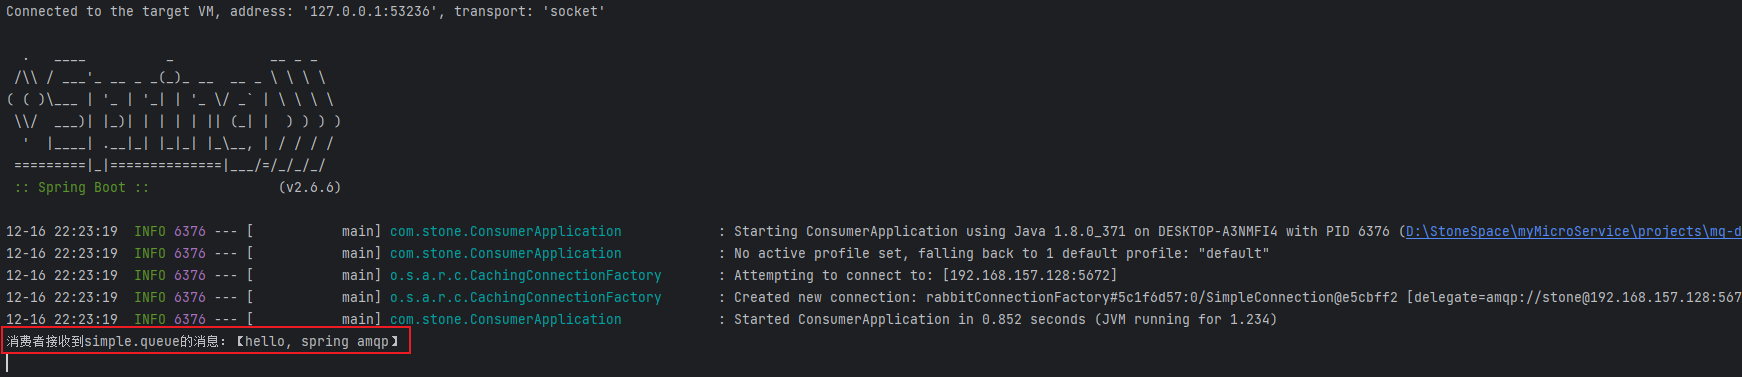 Connected to the target VM, address: '127.0.0.1:53236', transport: 'socket'
  .   ____          _            __ _ _
 /\\ / ___'_ __ _ _(_)_ __  __ _ \ \ \ \
( ( )\___ | '_ | '_| | '_ \/ _` | \ \ \ \
 \\/  ___)| |_)| | | | | || (_| |  ) ) ) )
  '  |____| .__|_| |_|_| |_\__, | / / / /
 =========|_|==============|___/=/_/_/_/
 :: Spring Boot ::                (v2.6.6)
12-16 22:23:19  INFO 6376 --- [           main] com.stone.ConsumerApplication            : Starting ConsumerApplication using Java 1.8.0_371 on DESKTOP-A3NMFI4 with PID 6376 (D:\StoneSpace\myMicroService\projects\mq-d
12-16 22:23:19  INFO 6376 --- [           main] com.stone.ConsumerApplication            : No active profile set, falling back to 1 default profile: "default"
12-16 22:23:19  INFO 6376 --- [           main] o.s.a.r.c.CachingConnectionFactory       : Attempting to connect to: [192.168.157.128:5672]
12-16 22:23:19  INFO 6376 --- [           main] o.s.a.r.c.CachingConnectionFactory       : Created new connection: rabbitConnectionFactory#5c1f6d57:0/SimpleConnection@e5cbff2 [delegate=amqp://stone@192.168.157.128:567
12-16 22:23:19  INFO 6376 --- [           main] com.stone.ConsumerApplication            : Started ConsumerApplication in 0.852 seconds (JVM running for 1.234)
消费者接收到simple.queue的消息：【hello, spring amqp】